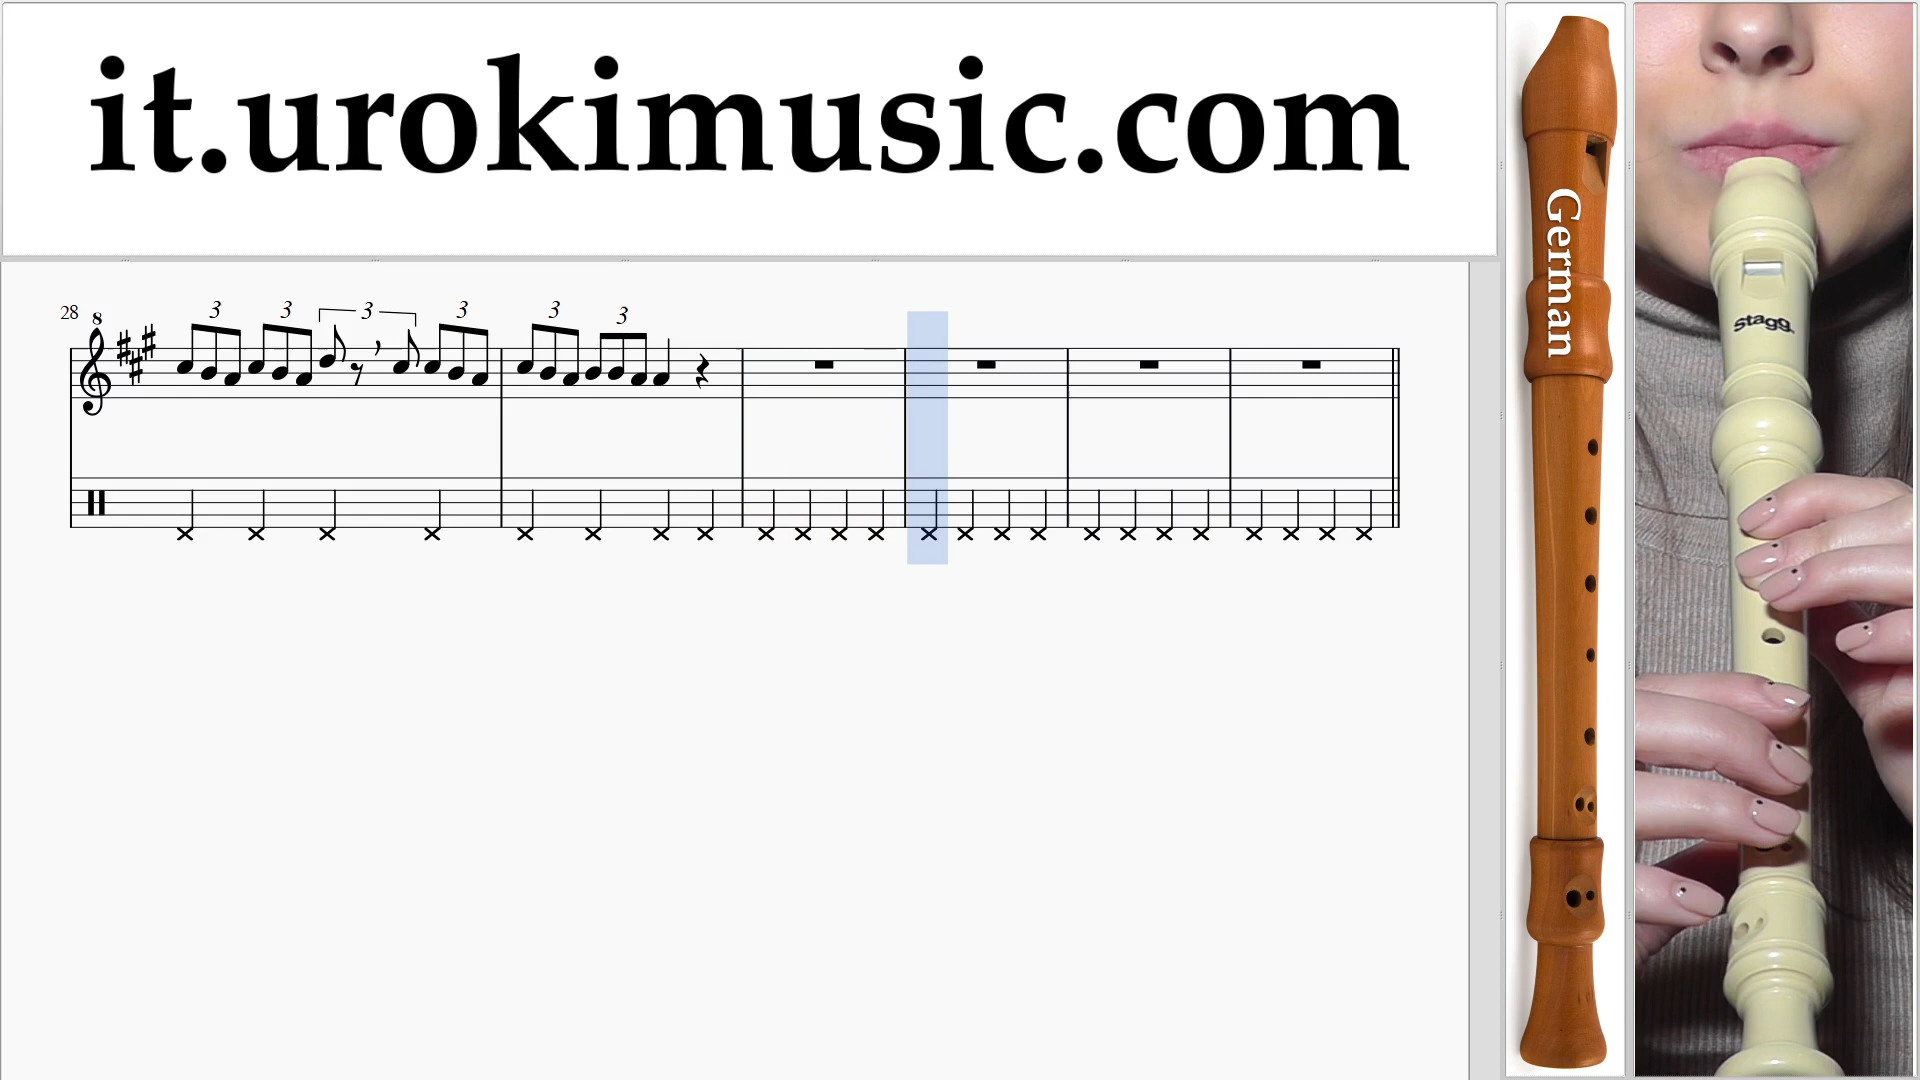 it.urokimusic.com
German
Stagg
28
8
3 3 3 3 3 3